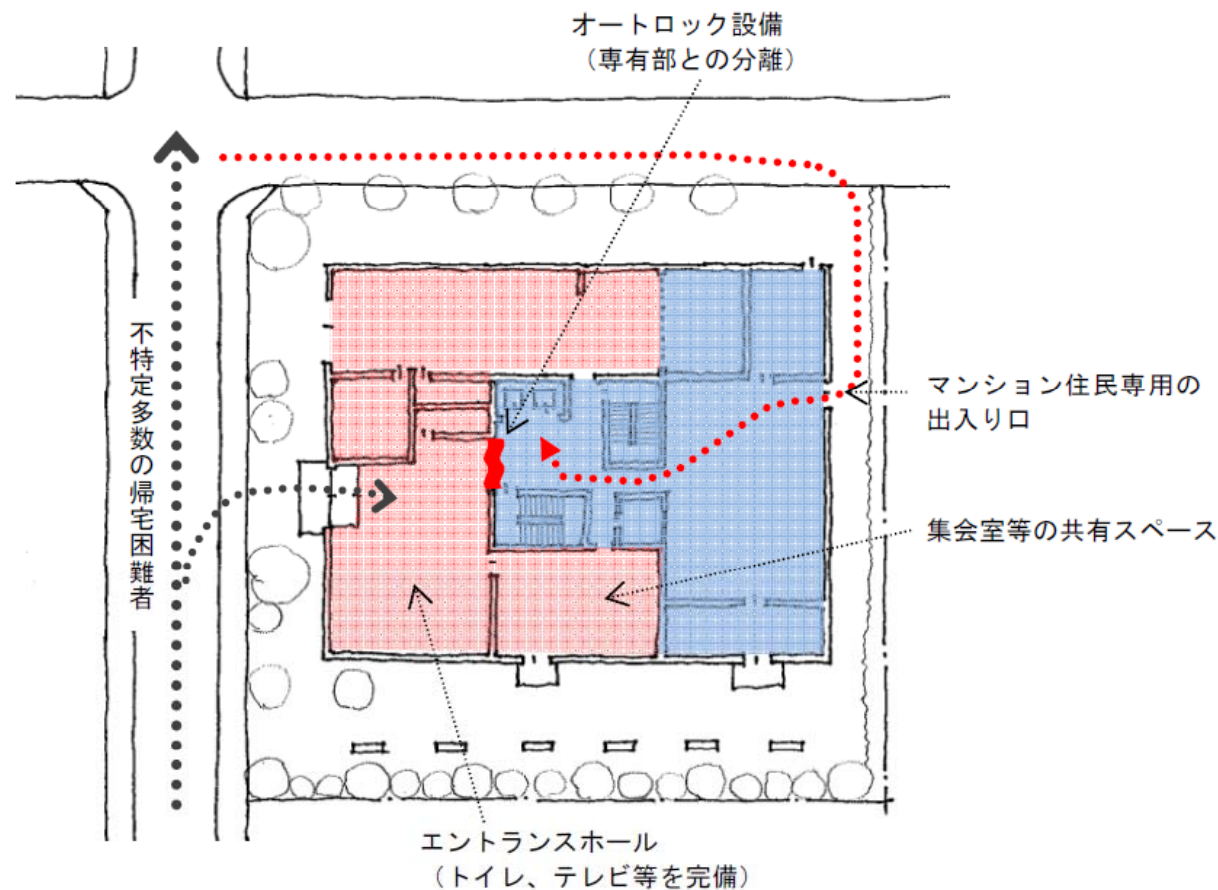 オートロック設備
（専有部との分離）
不特定多数の帰宅困難者
マンション住民専用の
出入り口
集会室等の共有スペース
エントランスホール
（トイレ、テレビ等を完備）